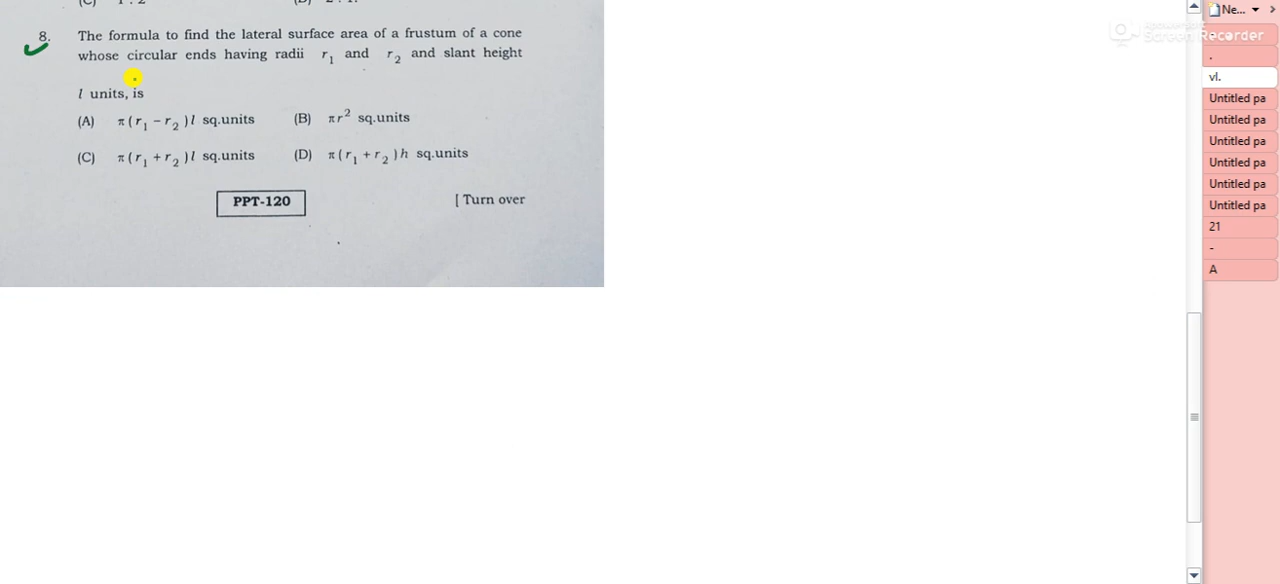 8. The formula to find the lateral surface area of a frustum of a cone
whose circular ends having radii r₁ and r₂ and slant height
l units, is
(A) π ( r₁ − r₂ ) l sq.units (B) πr² sq.units
(C) π ( r₁ + r₂ ) l sq.units (D) π ( r₁ + r₂ ) h sq.units
PPT-120
[ Turn over
Ne...
Screen Recorder
.
vl.
Untitled pa
Untitled pa
Untitled pa
Untitled pa
Untitled pa
Untitled pa
21
-
A